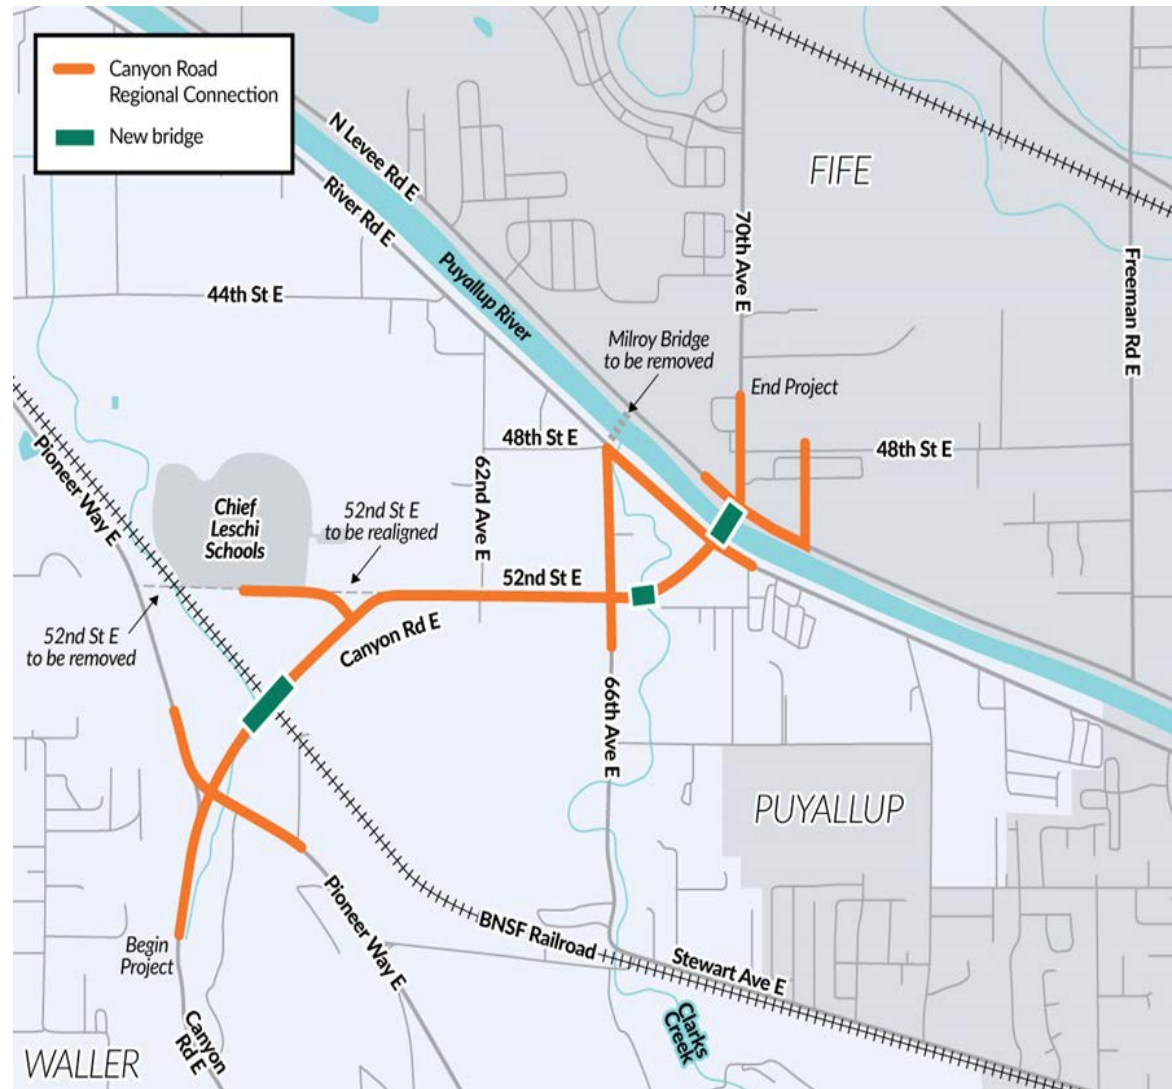 Canyon Road
Regional Connection
New bridge
N Levee Rd E
River Rd E
Puyallup River
FIFE
70th Ave E
Freeman Rd E
44th St E
Milroy Bridge
to be removed
End Project
48th St E
48th St E
Pioneer Way E
62nd Ave E
Chief
Leschi
Schools
52nd St E
to be realigned
52nd St E
52nd St E
to be removed
Canyon Rd E
66th Ave E
PUYALLUP
Begin
Project
Pioneer Way E
BNSF Railroad
Stewart Ave E
Canyon
Rd E
Clarks
Creek
WALLER